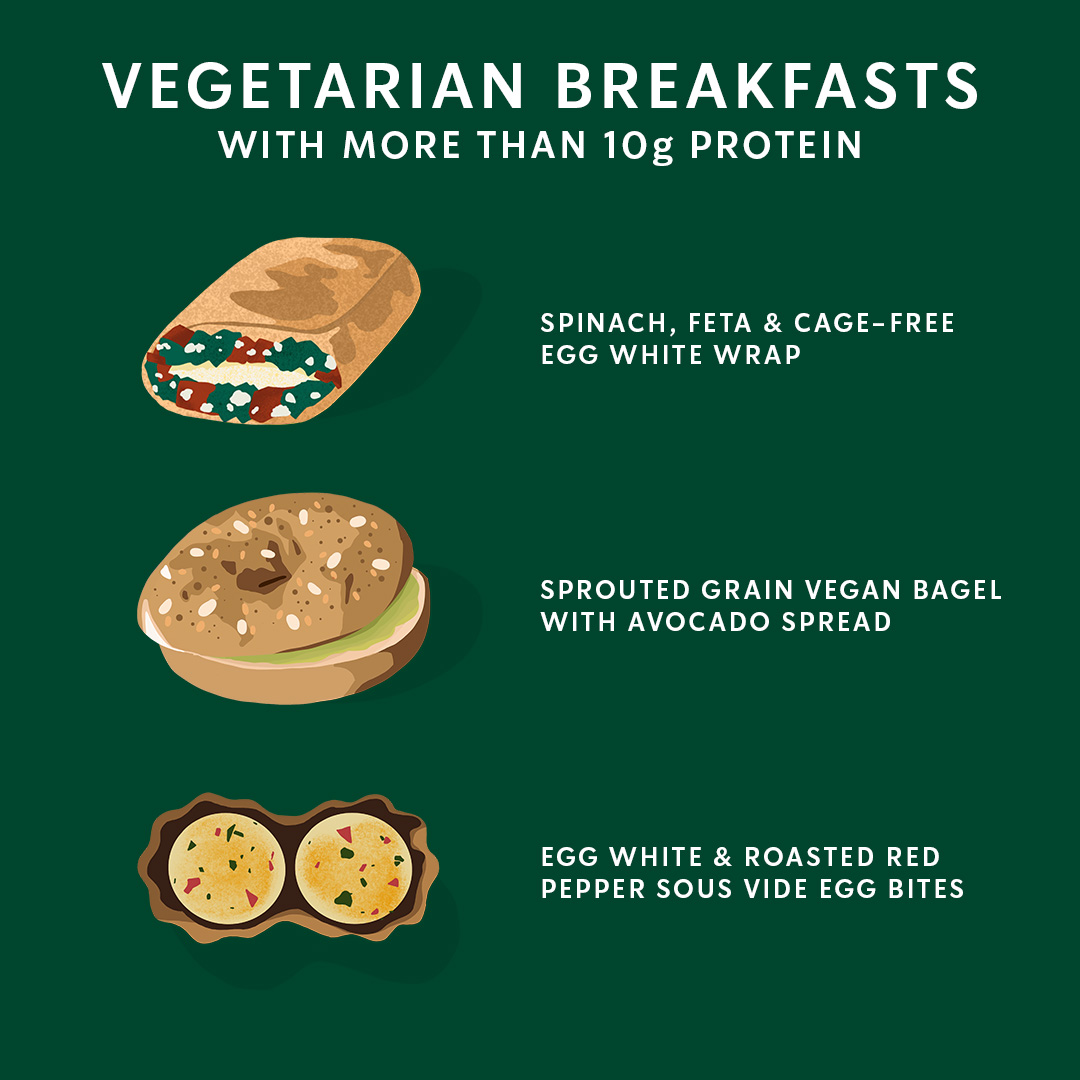 VEGETARIAN BREAKFASTS
WITH MORE THAN 10g PROTEIN
SPINACH, FETA & CAGE-FREE
EGG WHITE WRAP
SPROUTED GRAIN VEGAN BAGEL
WITH AVOCADO SPREAD
EGG WHITE & ROASTED RED
PEPPER SOUS VIDE EGG BITES